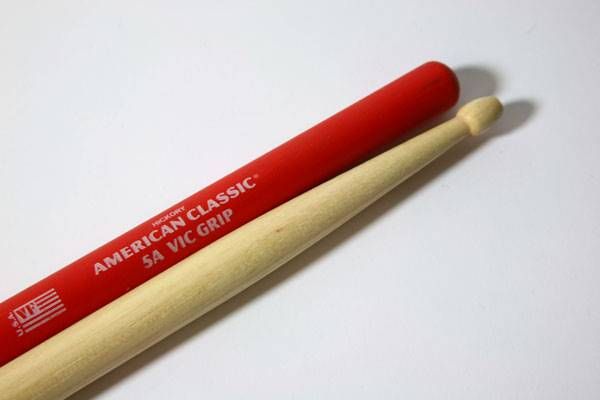 HICKORY
AMERICAN CLASSIC®
5A VIC GRIP
VF
U.S.A.